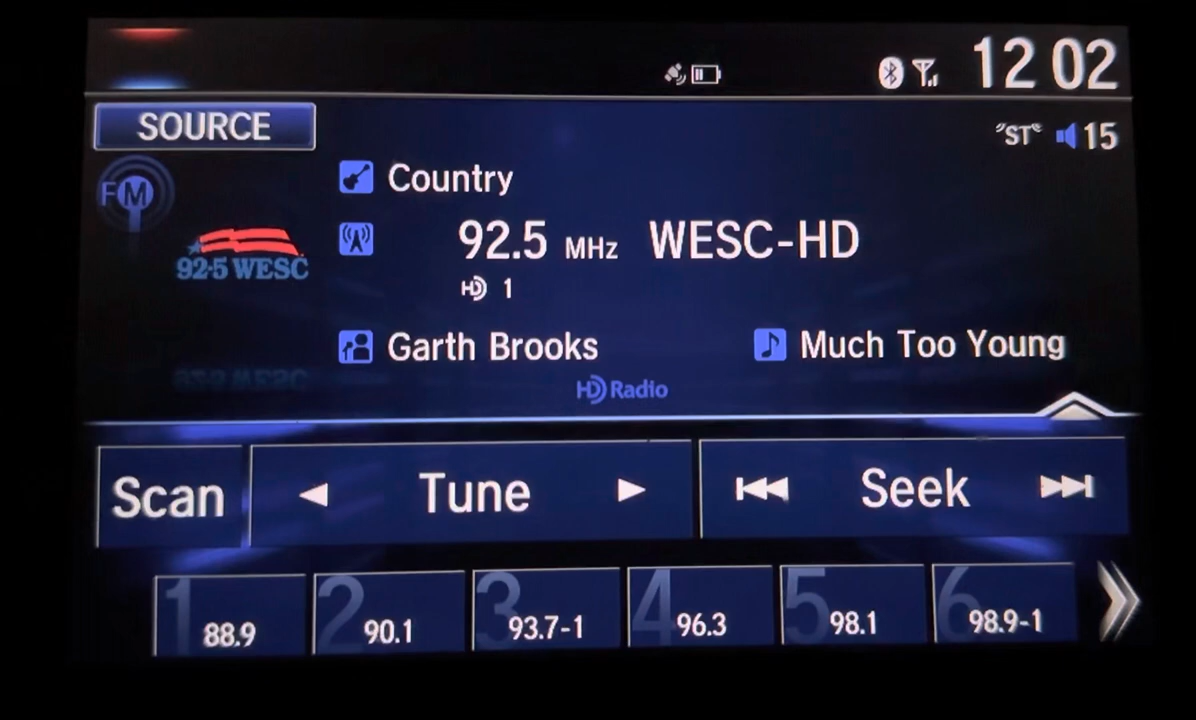 12 02
SOURCE
ST 15
FM
Country
92.5 WESC
92.5 MHz WESC-HD
HD 1
Garth Brooks
Much Too Young
HD Radio
Scan
Tune
Seek
1 88.9
2 90.1
3 93.7-1
4 96.3
5 98.1
6 98.9-1